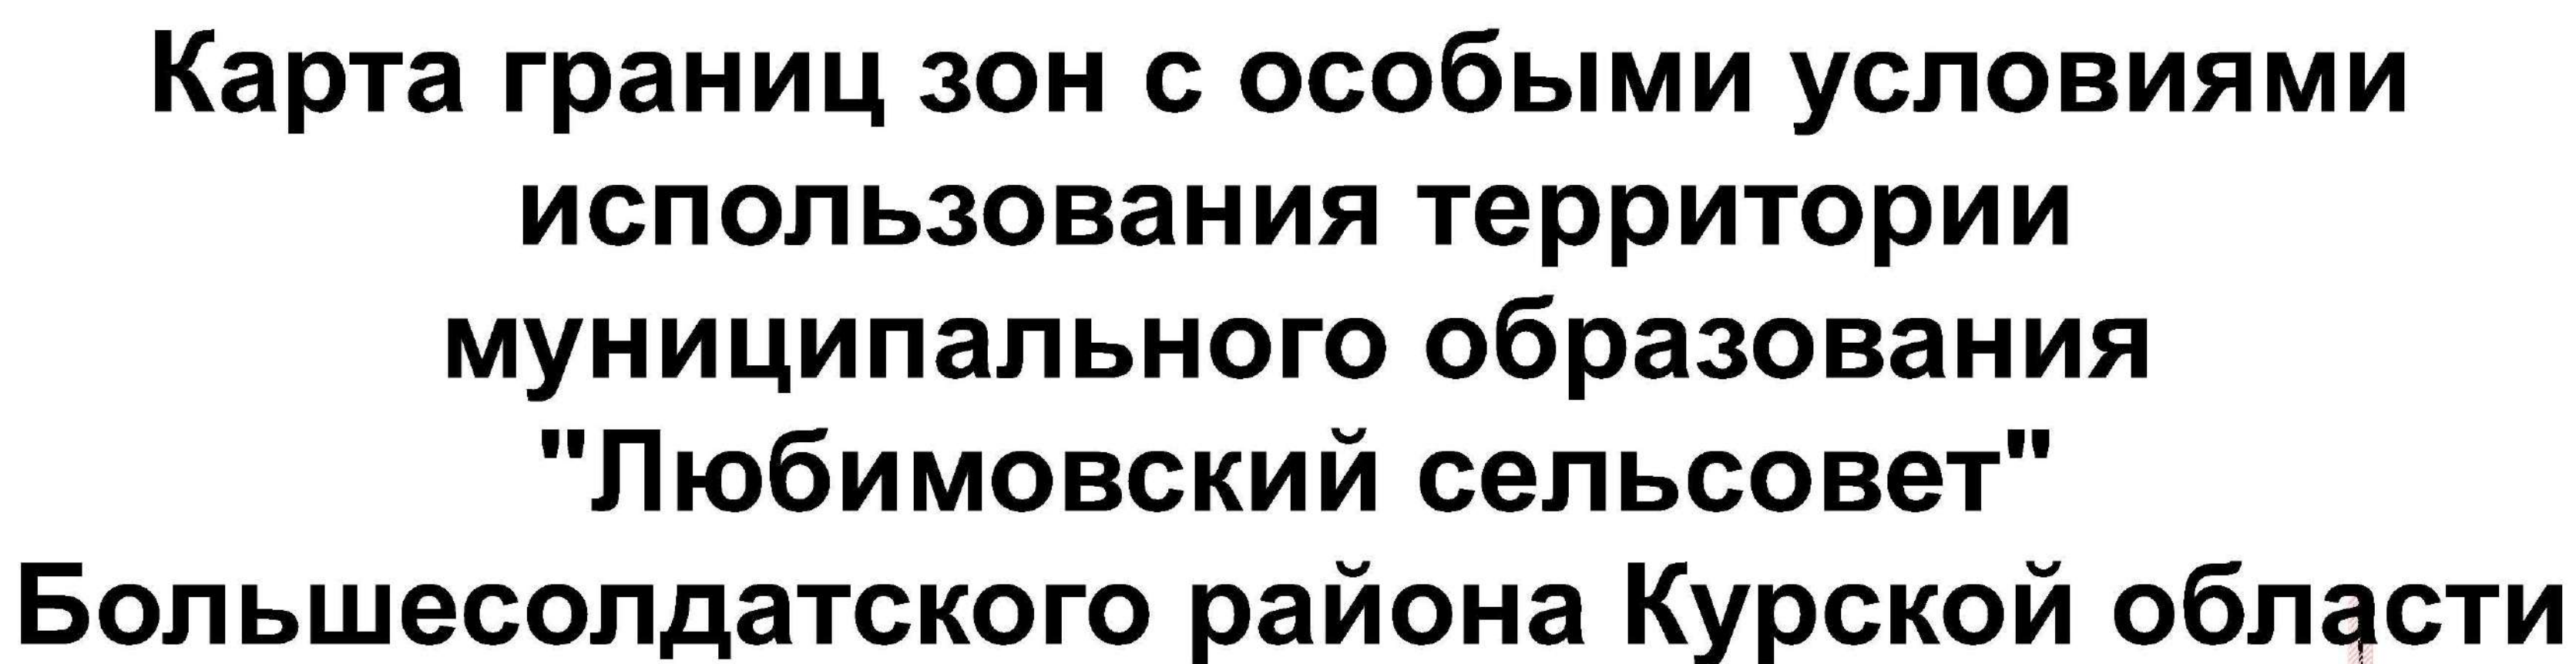 Карта границ зон с особыми условиями
использования территории
муниципального образования
"Любимовский сельсовет"
Большесолдатского района Курской области